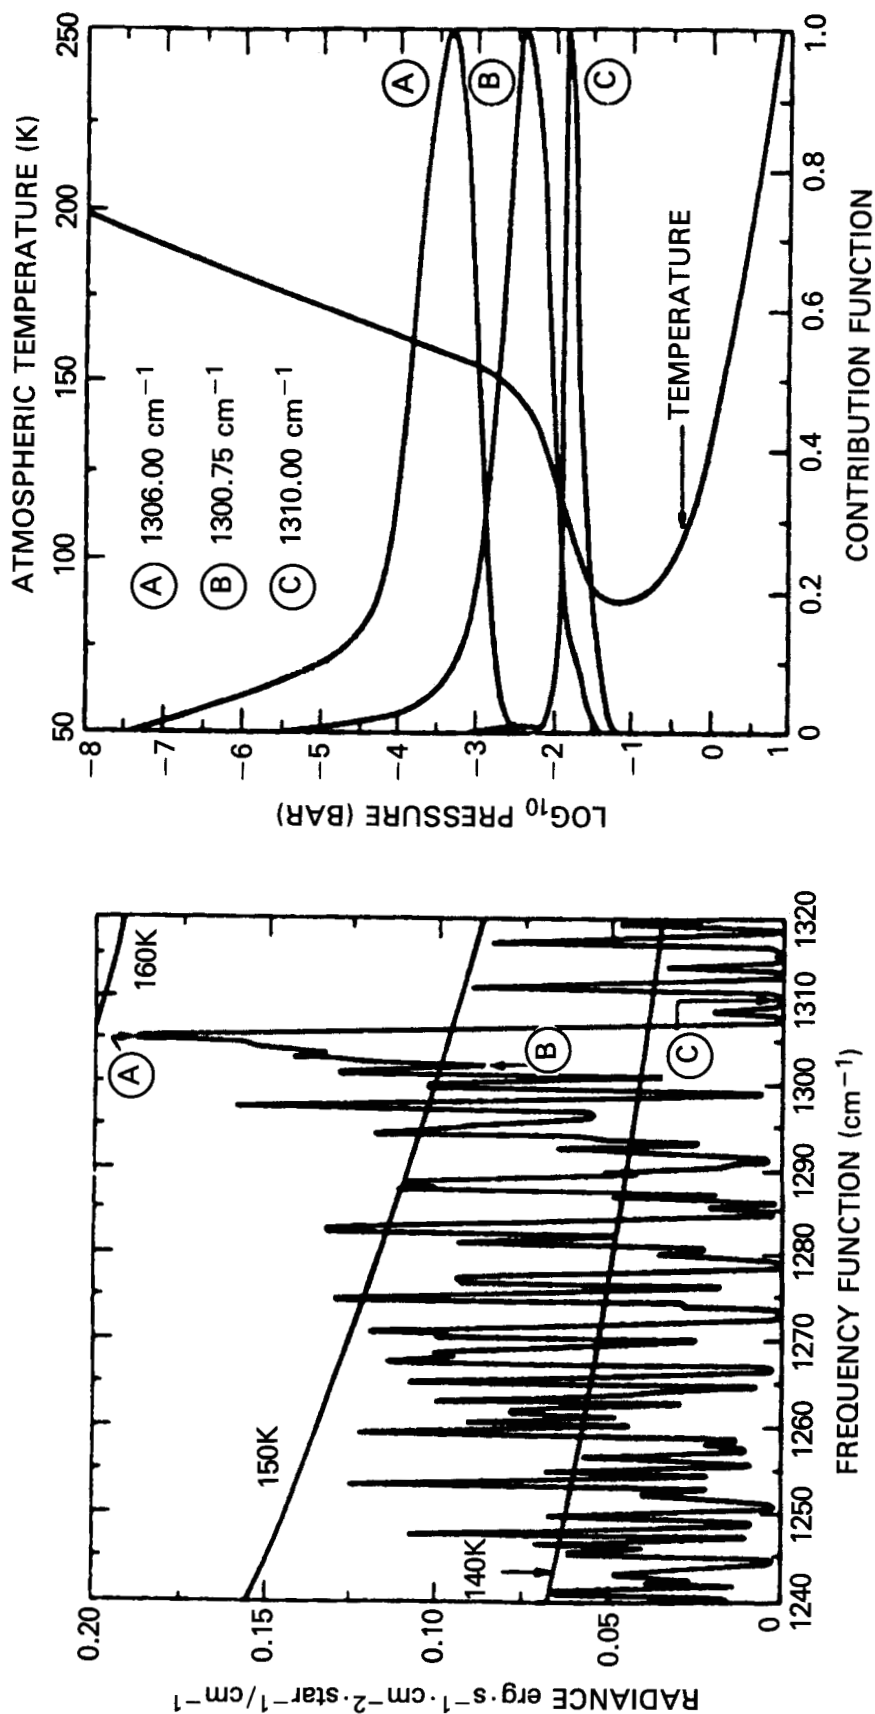 0.20
0.15
0.10
0.05
0
RADIANCE erg·s−1·cm−2·star−1/cm−1
160K
150K
140K
A
B
C
1240
1250
1260
1270
1280
1290
1300
1310
1320
FREQUENCY FUNCTION (cm−1)
ATMOSPHERIC TEMPERATURE (K)
50
100
150
200
250
A 1306.00 cm−1
B 1300.75 cm−1
C 1310.00 cm−1
A
B
C
TEMPERATURE
−8
−7
−6
−5
−4
−3
−2
−1
0
1
LOG10 PRESSURE (BAR)
0
0.2
0.4
0.6
0.8
1.0
CONTRIBUTION FUNCTION